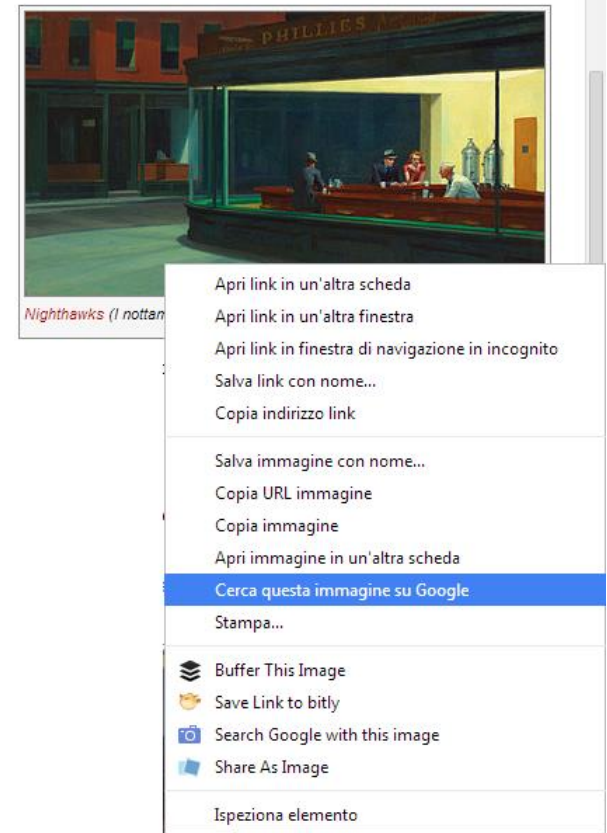 PHILLIES
Nighthawks (I nottam
Apri link in un'altra scheda
Apri link in un'altra finestra
Apri link in finestra di navigazione in incognito
Salva link con nome...
Copia indirizzo link
Salva immagine con nome...
Copia URL immagine
Copia immagine
Apri immagine in un'altra scheda
Cerca questa immagine su Google
Stampa...
Buffer This Image
Save Link to bitly
Search Google with this image
Share As Image
Ispeziona elemento